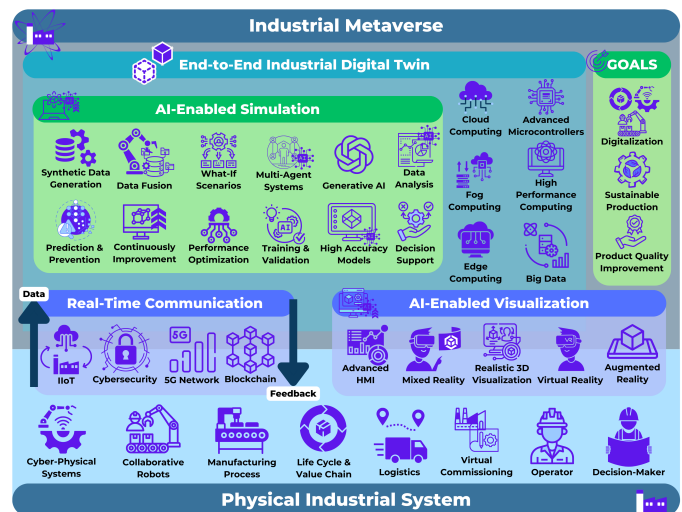 Industrial Metaverse
End-to-End Industrial Digital Twin
GOALS
AI-Enabled Simulation
Synthetic Data
Generation
Data Fusion
What-If
Scenarios
Multi-Agent
Systems
Generative AI
Data
Analysis
Prediction &
Prevention
Continuously
Improvement
Performance
Optimization
AI
Training &
Validation
High Accuracy
Models
Decision
Support
Cloud
Computing
Advanced
Microcontrollers
Fog
Computing
High
Performance
Computing
Edge
Computing
Big Data
Digitalization
Sustainable
Production
Product Quality
Improvement
Data
Real-Time Communication
IIoT
Cybersecurity
5G
5G Network
Blockchain
Feedback
AI-Enabled Visualization
Advanced
HMI
Mixed Reality
Realistic 3D
Visualization
VR
Virtual Reality
Augmented
Reality
Cyber-Physical
Systems
Collaborative
Robots
Manufacturing
Process
Life Cycle &
Value Chain
Logistics
Virtual
Commissioning
Operator
Decision-Maker
Physical Industrial System